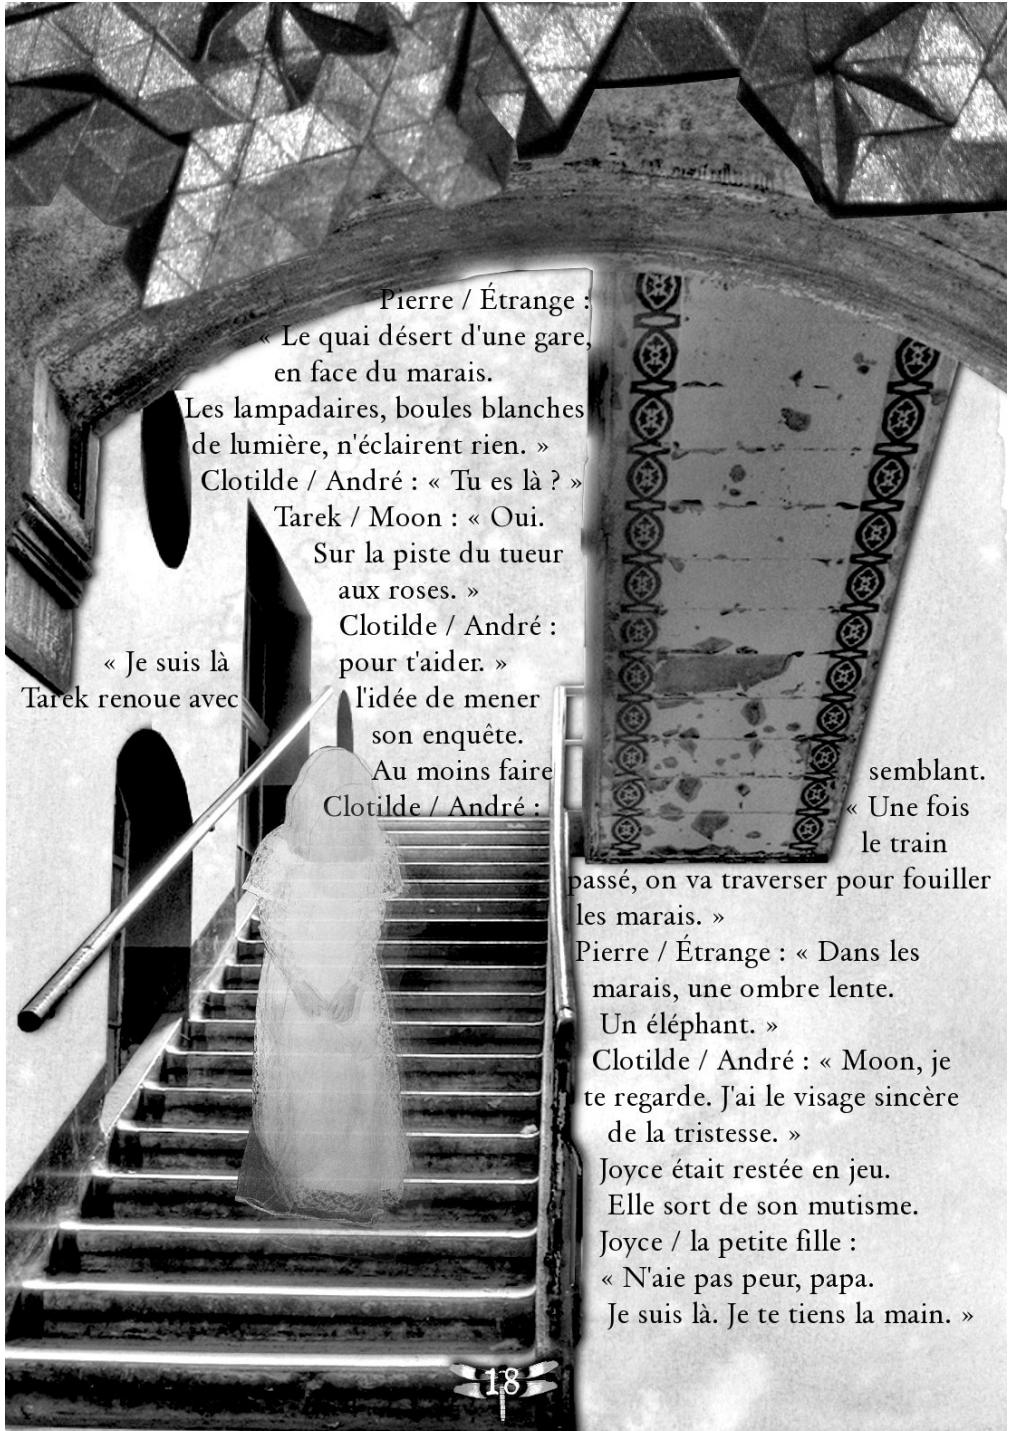 Pierre / Étrange :
« Le quai désert d'une gare,
en face du marais.
Les lampadaires, boules blanches
de lumière, n'éclairent rien. »
Clotilde / André : « Tu es là ? »
Tarek / Moon : « Oui.
Sur la piste du tueur
aux roses. »
Clotilde / André :
« Je suis là pour t'aider. »
Tarek renoue avec l'idée de mener
son enquête.
Au moins faire semblant.
Clotilde / André : « Une fois
le train
passé, on va traverser pour fouiller
les marais. »
Pierre / Étrange : « Dans les
marais, une ombre lente.
Un éléphant. »
Clotilde / André : « Moon, je
te regarde. J'ai le visage sincère
de la tristesse. »
Joyce était restée en jeu.
Elle sort de son mutisme.
Joyce / la petite fille :
« N'aie pas peur, papa.
Je suis là. Je te tiens la main. »
18